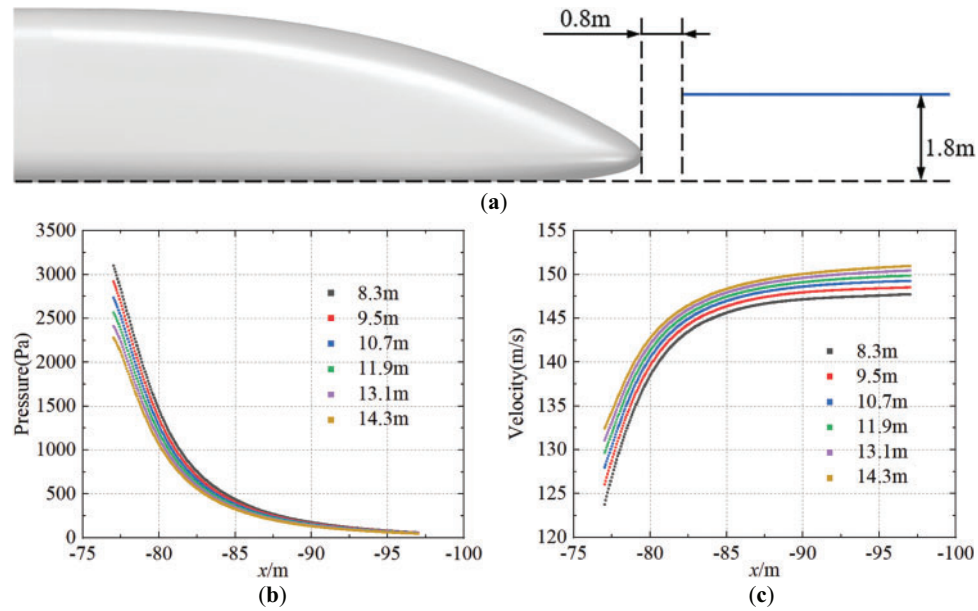 0.8m
1.8m
(a)
3500
3000
2500
2000
1500
1000
500
0
Pressure(Pa)
8.3m
9.5m
10.7m
11.9m
13.1m
14.3m
-75 -80 -85 -90 -95 -100
x/m
(b)
155
150
145
140
135
130
125
120
Velocity(m/s)
8.3m
9.5m
10.7m
11.9m
13.1m
14.3m
-75 -80 -85 -90 -95 -100
x/m
(c)